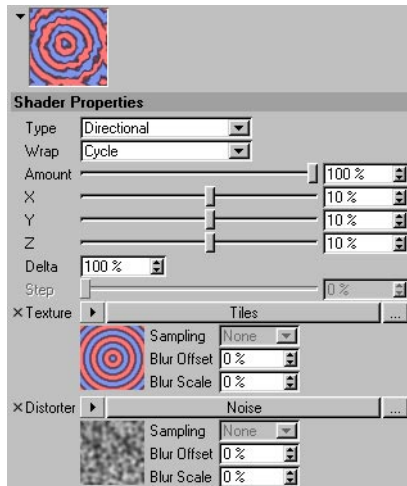 Shader Properties
Type Directional
Wrap Cycle
Amount 100 %
X 10 %
Y 10 %
Z 10 %
Delta 100 %
Step 0 %
× Texture Tiles ...
Sampling None
Blur Offset 0 %
Blur Scale 0 %
× Distorter Noise ...
Sampling None
Blur Offset 0 %
Blur Scale 0 %